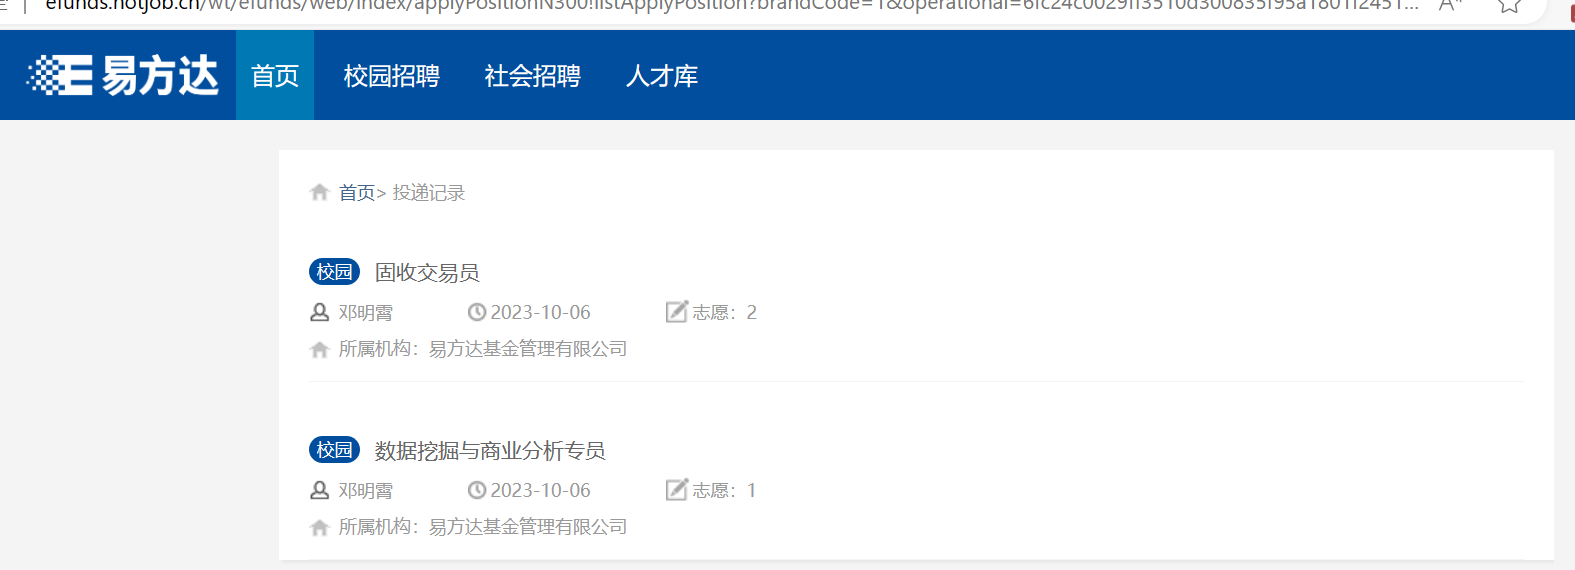 efunds.hotjob.cn/wt/efunds/web/index/applyPositionN300!listApplyPosition?brandCode=1&operational=6fc24c0029ff3510d300835f95a1801f2451...
易方达 首页 校园招聘 社会招聘 人才库
首页> 投递记录
校园 固收交易员
邓明霄 2023-10-06 志愿：2
所属机构：易方达基金管理有限公司
校园 数据挖掘与商业分析专员
邓明霄 2023-10-06 志愿：1
所属机构：易方达基金管理有限公司